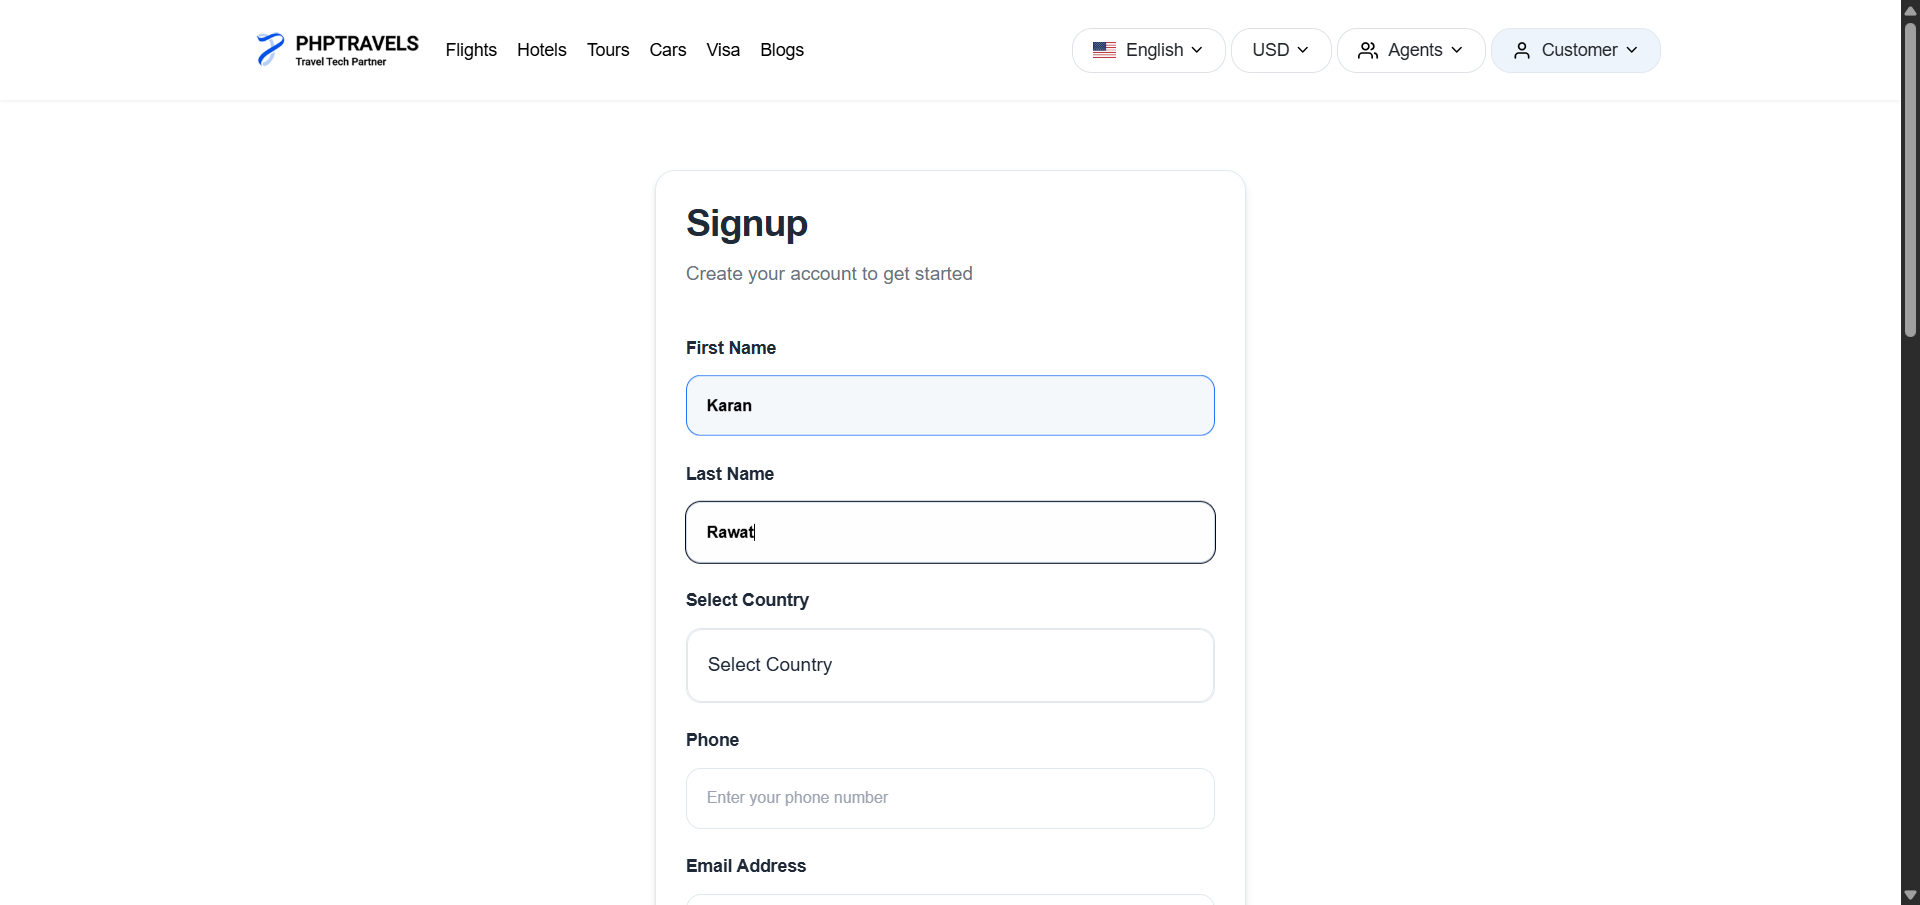 PHPTRAVELS
Travel Tech Partner
Flights Hotels Tours Cars Visa Blogs
English USD Agents Customer
Signup
Create your account to get started
First Name
Karan
Last Name
Rawat
Select Country
Select Country
Phone
Enter your phone number
Email Address